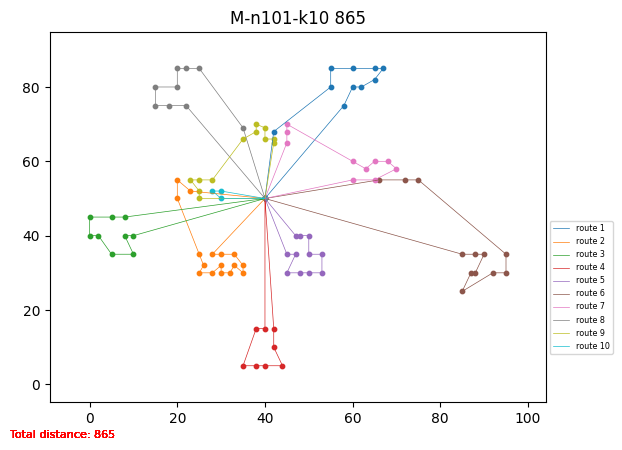 M-n101-k10 865
80
60
40
20
0
0 20 40 60 80 100
route 1
route 2
route 3
route 4
route 5
route 6
route 7
route 8
route 9
route 10
Total distance: 865